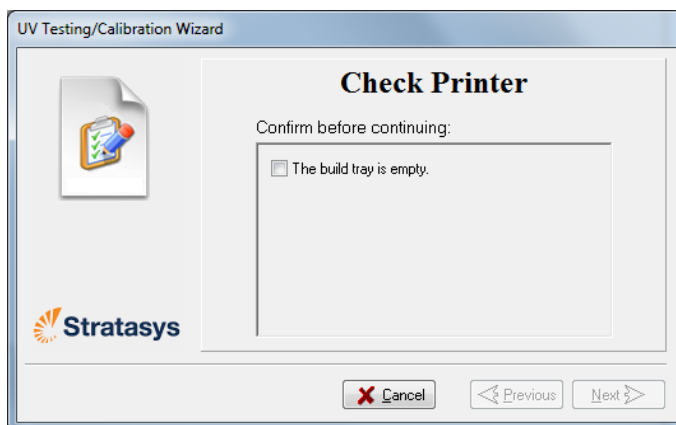 UV Testing/Calibration Wizard
Check Printer
Confirm before continuing:
The build tray is empty.
Stratasys
Cancel
Previous
Next